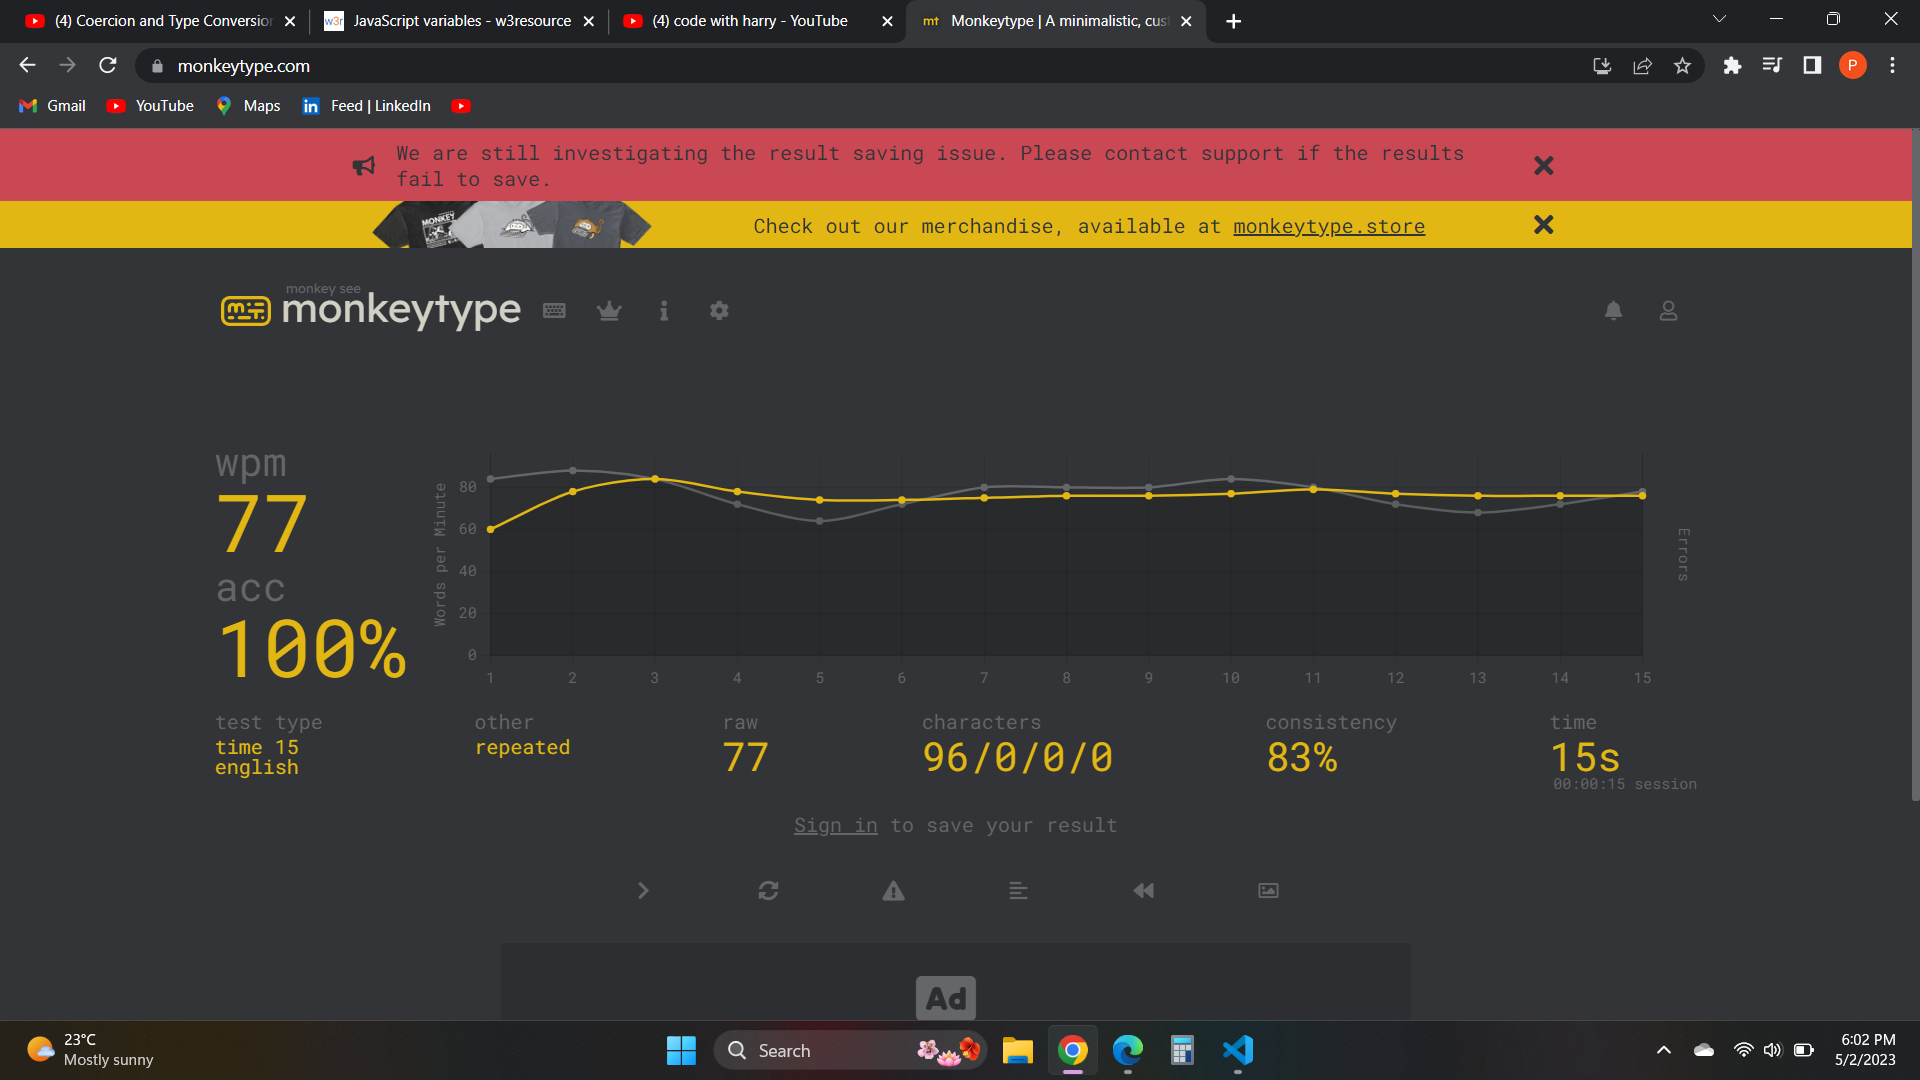 (4) Coercion and Type Conversion
w3r JavaScript variables - w3resource
(4) code with harry - YouTube
mt Monkeytype | A minimalistic, cus
monkeytype.com
P
Gmail
YouTube
Maps
in Feed | LinkedIn
We are still investigating the result saving issue. Please contact support if the results
fail to save.
MONKEY
Check out our merchandise, available at monkeytype.store
monkey see
monkeytype
wpm
77
acc
100%
Words per Minute
80
60
40
20
0
1 2 3 4 5 6 7 8 9 10 11 12 13 14 15
Errors
test type
time 15
english
other
repeated
raw
77
characters
96/0/0/0
consistency
83%
time
15s
00:00:15 session
Sign in to save your result
Ad
23°C
Mostly sunny
Search
6:02 PM
5/2/2023